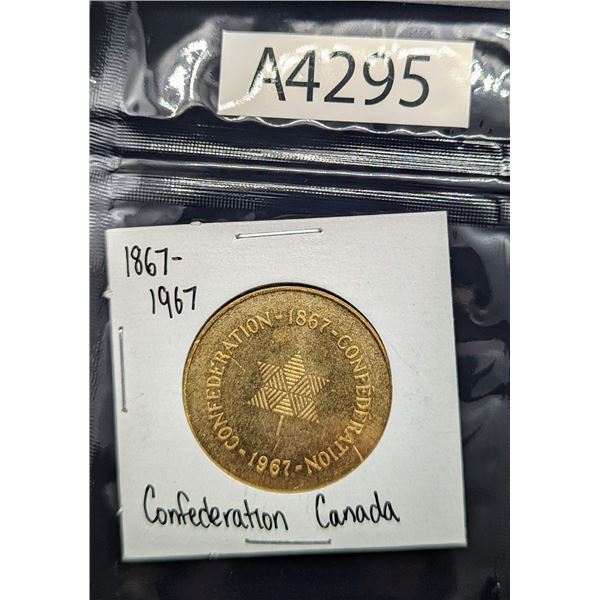 A4295
1867-
1967
CONFEDERATION - 1867 - CONFEDERATION - 1967 -
Confederation Canada